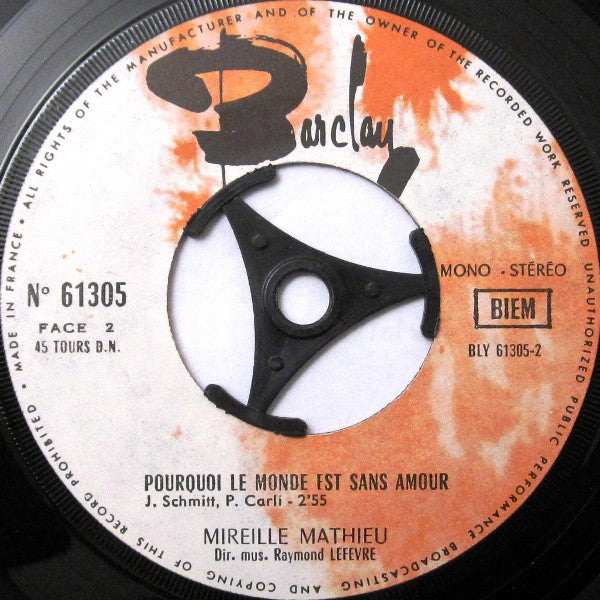 ALL RIGHTS OF THE MANUFACTURER AND OF THE OWNER OF THE RECORDED WORK RESERVED
UNAUTHORIZED PUBLIC PERFORMANCE BROADCASTING AND COPYING OF THIS RECORD PROHIBITED • MADE IN FRANCE •
Barclay
N° 61305
FACE 2
45 TOURS D.N.
MONO - STÉRÉO
BIEM
BLY 61305-2
POURQUOI LE MONDE EST SANS AMOUR
J. Schmitt, P. Carli - 2'55
MIREILLE MATHIEU
Dir. mus. Raymond LEFEVRE